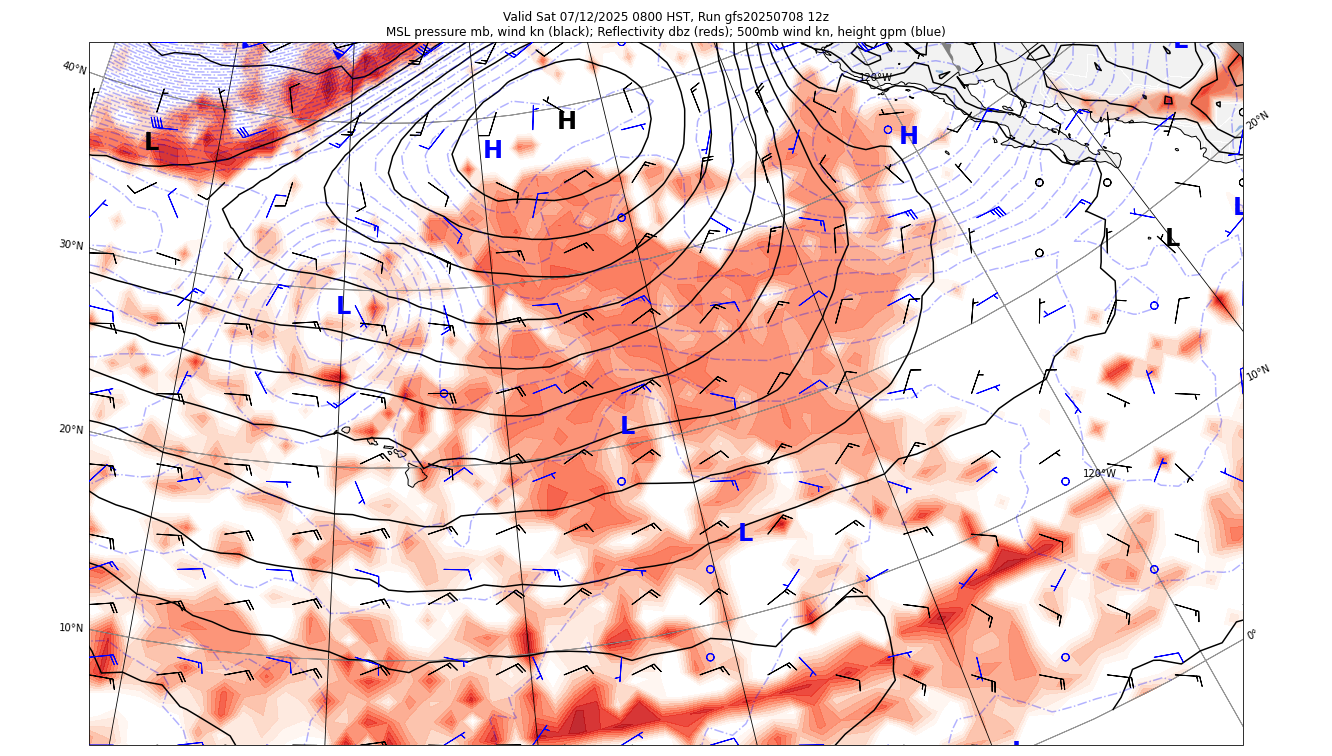 Valid Sat 07/12/2025 0800 HST, Run gfs20250708 12z
MSL pressure mb, wind kn (black); Reflectivity dbz (reds); 500mb wind kn, height gpm (blue)
L
40°N
120°W
20°N
H
H
L
H
L
L
30°N
L
10°N
20°N
L
120°W
L
10°N
0°
L